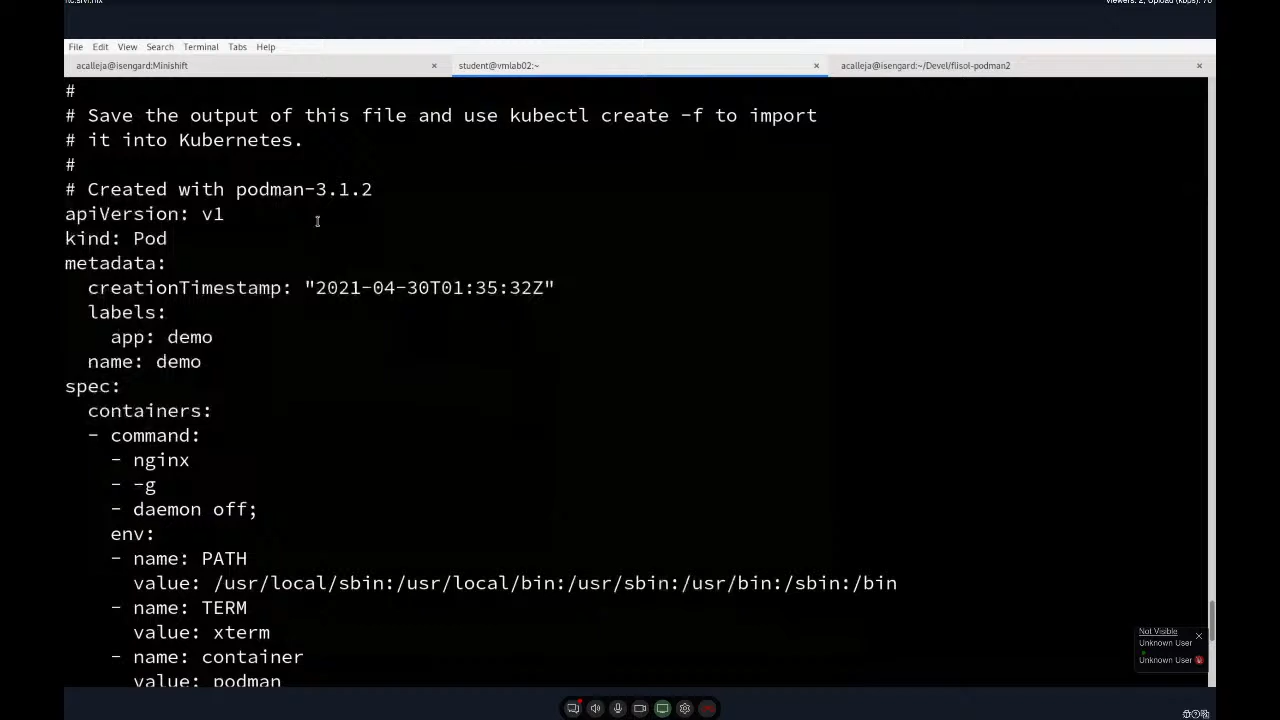 File Edit View Search Terminal Tabs Help
acalleja@isengard:Minishift × student@vmlab02:~ × acalleja@isengard:~/Devel/flisol-podman2 ×
#
# Save the output of this file and use kubectl create -f to import
# it into Kubernetes.
#
# Created with podman-3.1.2
apiVersion: v1
kind: Pod
metadata:
  creationTimestamp: "2021-04-30T01:35:32Z"
  labels:
    app: demo
  name: demo
spec:
  containers:
  - command:
    - nginx
    - -g
    - daemon off;
    env:
    - name: PATH
      value: /usr/local/sbin:/usr/local/bin:/usr/sbin:/usr/bin:/sbin:/bin
    - name: TERM
      value: xterm
    - name: container
      value: podman
Not Visible ×
Unknown User
Unknown User